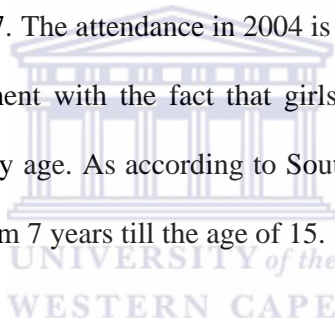 7. The attendance in 2004 is
ment with the fact that girls
y age. As according to Sout
m 7 years till the age of 15.
UNIVERSITY of the
WESTERN CAPE